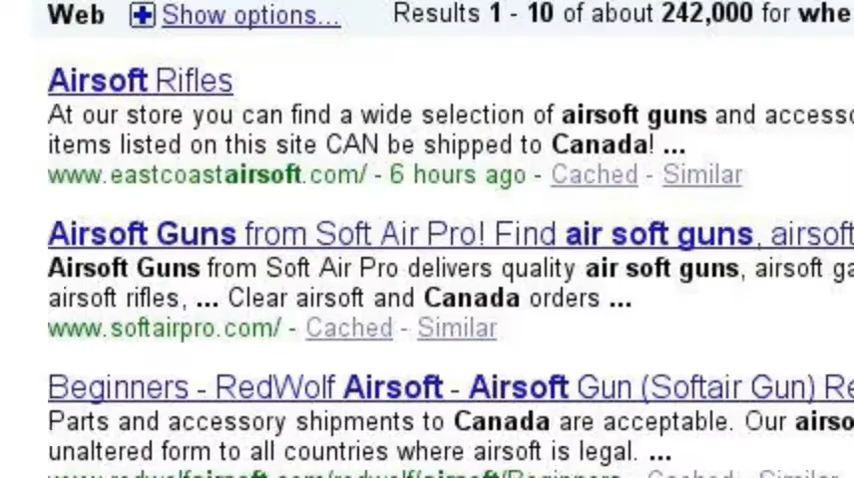 Web Show options... Results 1 - 10 of about 242,000 for whe
Airsoft Rifles
At our store you can find a wide selection of airsoft guns and accesso
items listed on this site CAN be shipped to Canada! ...
www.eastcoastairsoft.com/ - 6 hours ago - Cached - Similar
Airsoft Guns from Soft Air Pro! Find air soft guns, airsoft
Airsoft Guns from Soft Air Pro delivers quality air soft guns, airsoft ga
airsoft rifles, ... Clear airsoft and Canada orders ...
www.softairpro.com/ - Cached - Similar
Beginners - RedWolf Airsoft - Airsoft Gun (Softair Gun) Re
Parts and accessory shipments to Canada are acceptable. Our airso
unaltered form to all countries where airsoft is legal. ...
www.redwolfairsoft.com/redwolf/airsoft/Beginners - Cached - Similar